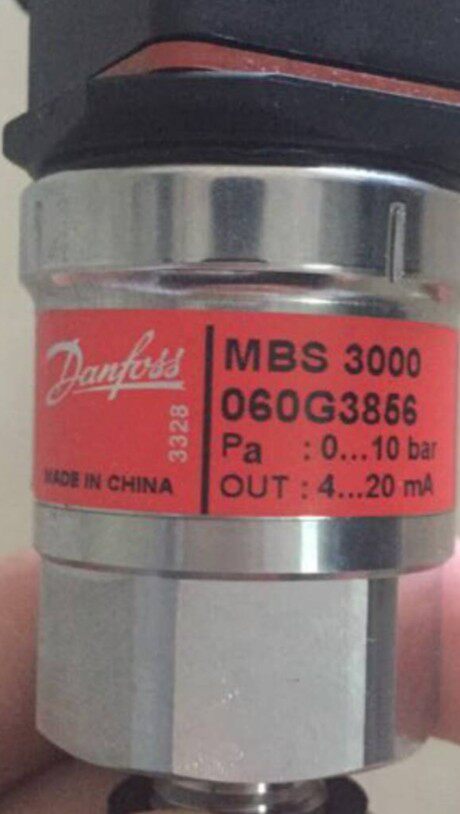 Danfoss
3328
MADE IN CHINA
MBS 3000
060G3856
Pa : 0...10 bar
OUT : 4...20 mA